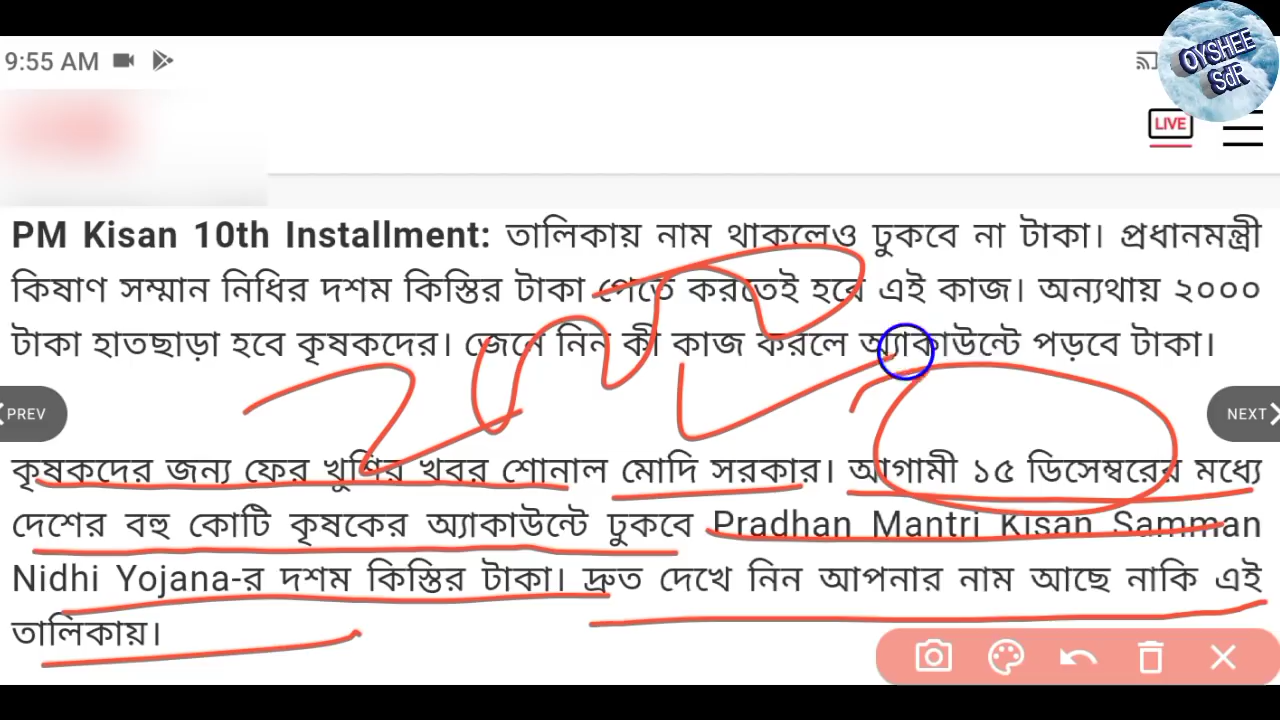 9:55 AM
OYSHEE
SdR
LIVE
PM Kisan 10th Installment: তালিকায় নাম থাকলেও ঢুকবে না টাকা। প্রধানমন্ত্রী
কিষাণ সম্মান নিধির দশম কিস্তির টাকা পেতে করতেই হবে এই কাজ। অন্যথায় ২০০০
টাকা হাতছাড়া হবে কৃষকদের। জেনে নিন কী কাজ করলে অ্যাকাউন্টে পড়বে টাকা।
PREV
NEXT
কৃষকদের জন্য ফের খুশির খবর শোনাল মোদি সরকার। আগামী ১৫ ডিসেম্বরের মধ্যে
দেশের বহু কোটি কৃষকের অ্যাকাউন্টে ঢুকবে Pradhan Mantri Kisan Samman
Nidhi Yojana-র দশম কিস্তির টাকা। দ্রুত দেখে নিন আপনার নাম আছে নাকি এই
তালিকায়।